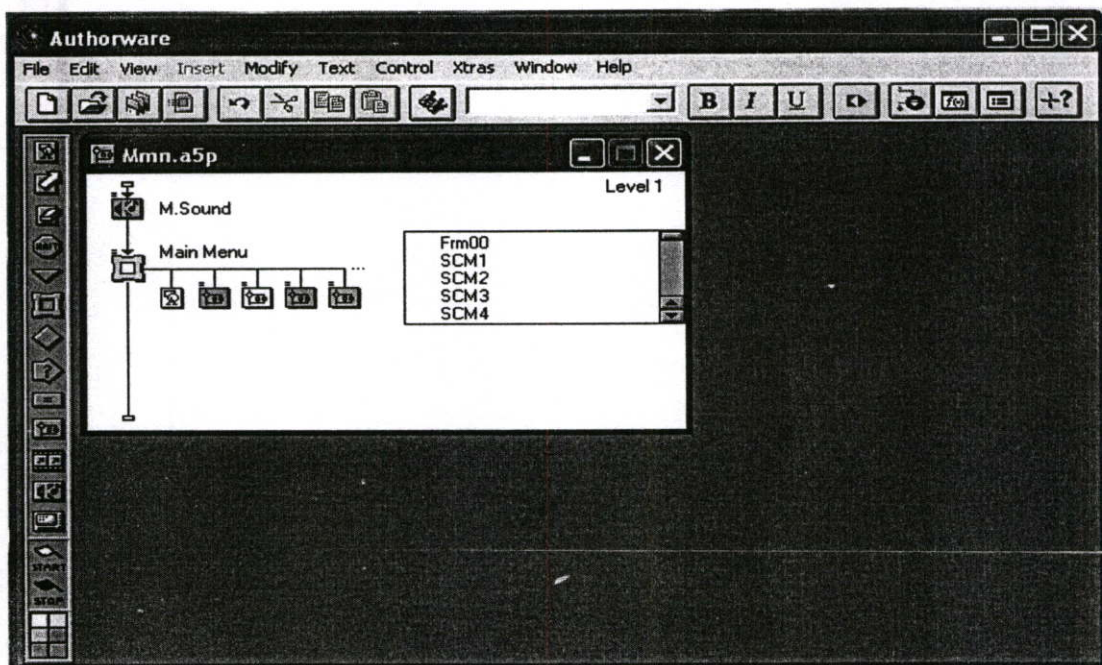 Authorware
File Edit View Insert Modify Text Control Xtras Window Help
B I U
Mmn.a5p
Level 1
M.Sound
Main Menu
...
Frm00
SCM1
SCM2
SCM3
SCM4
START
STOP